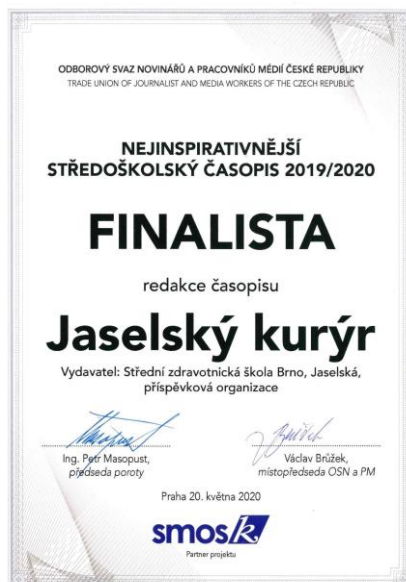 ODBOROVÝ SVAZ NOVINÁŘŮ A PRACOVNÍKŮ MÉDIÍ ČESKÉ REPUBLIKY
TRADE UNION OF JOURNALIST AND MEDIA WORKERS OF THE CZECH REPUBLIC
NEJINSPIRATIVNĚJŠÍ
STŘEDOŠKOLSKÝ ČASOPIS 2019/2020
FINALISTA
redakce časopisu
Jaselský kurýr
Vydavatel: Střední zdravotnická škola Brno, Jaselská,
příspěvková organizace
Ing. Petr Masopust,
předseda poroty
Václav Brůžek,
místopředseda OSN a PM
Praha 20. května 2020
smosk
Partner projektu